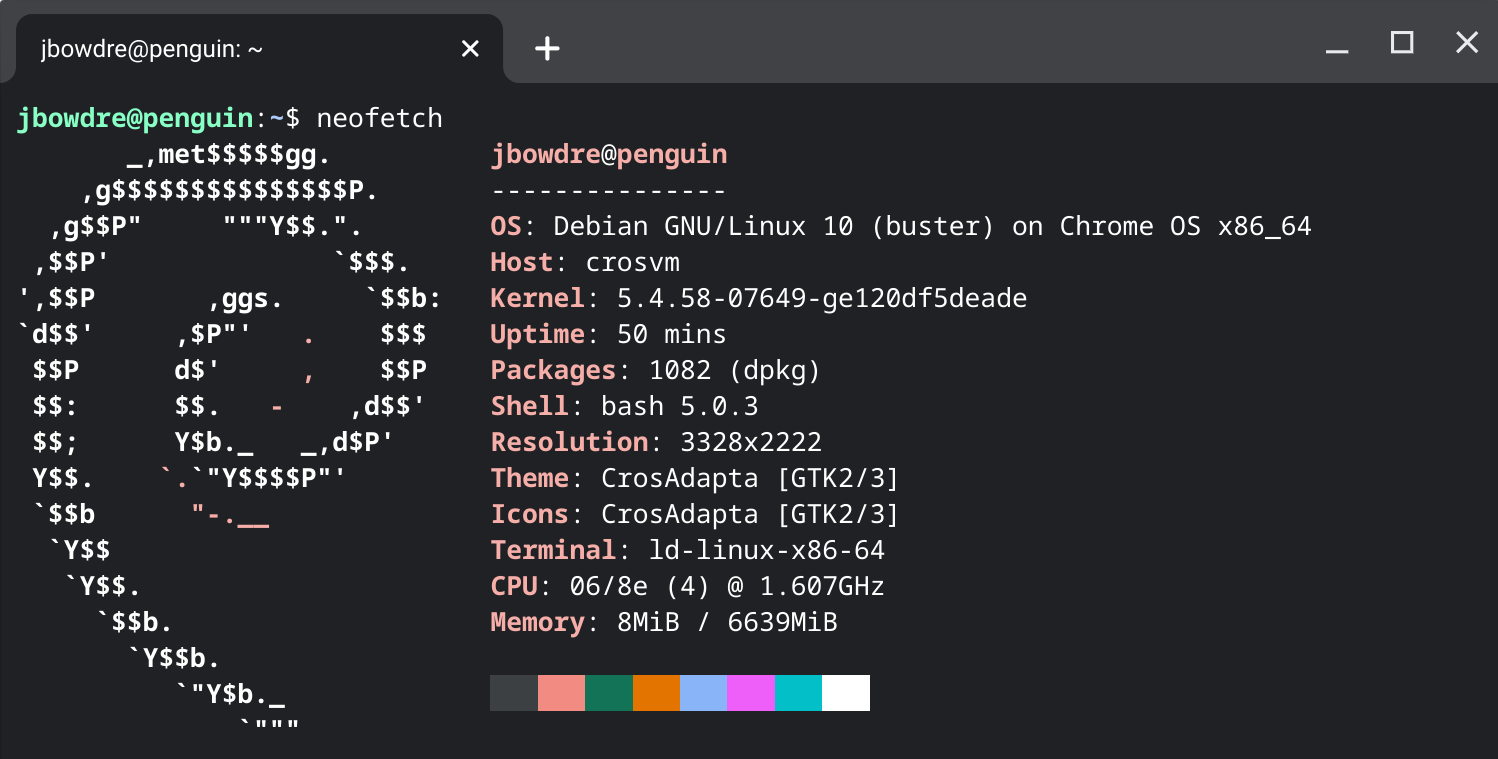 jbowdre@penguin: ~
jbowdre@penguin:~$ neofetch
       _,met$$$$$gg.          jbowdre@penguin
    ,g$$$$$$$$$$$$$$$P.       ---------------
  ,g$$P"     """Y$$.".        OS: Debian GNU/Linux 10 (buster) on Chrome OS x86_64
 ,$$P'              `$$$.     Host: crosvm
',$$P       ,ggs.     `$$b:   Kernel: 5.4.58-07649-ge120df5deade
`d$$'     ,$P"'   .    $$$    Uptime: 50 mins
 $$P      d$'     ,    $$P    Packages: 1082 (dpkg)
 $$:      $$.   -    ,d$$'    Shell: bash 5.0.3
 $$;      Y$b._   _,d$P'      Resolution: 3328x2222
 Y$$.    `.`"Y$$$$P"'         Theme: CrosAdapta [GTK2/3]
 `$$b      "-.__              Icons: CrosAdapta [GTK2/3]
  `Y$$                        Terminal: ld-linux-x86-64
   `Y$$.                      CPU: 06/8e (4) @ 1.607GHz
     `$$b.                    Memory: 8MiB / 6639MiB
       `Y$$b.
          `"Y$b._
              `"""